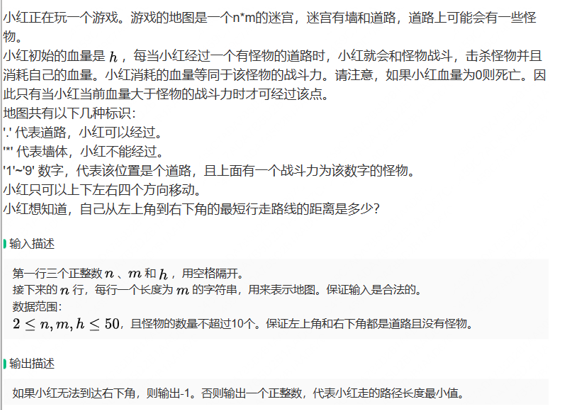 小红正在玩一个游戏。游戏的地图是一个n*m的迷宫，迷宫有墙和道路，道路上可能会有一些怪
物。
小红初始的血量是 h ，每当小红经过一个有怪物的道路时，小红就会和怪物战斗，击杀怪物并且
消耗自己的血量。小红消耗的血量等同于该怪物的战斗力。请注意，如果小红血量为0则死亡。因
此只有当小红当前血量大于怪物的战斗力时才可经过该点。
地图共有以下几种标识：
'.' 代表道路，小红可以经过。
'*' 代表墙体，小红不能经过。
'1'~'9' 数字，代表该位置是个道路，且上面有一个战斗力为该数字的怪物。
小红只可以上下左右四个方向移动。
小红想知道，自己从左上角到右下角的最短行走路线的距离是多少？
输入描述
第一行三个正整数 n 、m 和 h ，用空格隔开。
接下来的 n 行，每行一个长度为 m 的字符串，用来表示地图。保证输入是合法的。
数据范围：
2 ≤ n, m, h ≤ 50，且怪物的数量不超过10个。保证左上角和右下角都是道路且没有怪物。
输出描述
如果小红无法到达右下角，则输出-1。否则输出一个正整数，代表小红走的路径长度最小值。